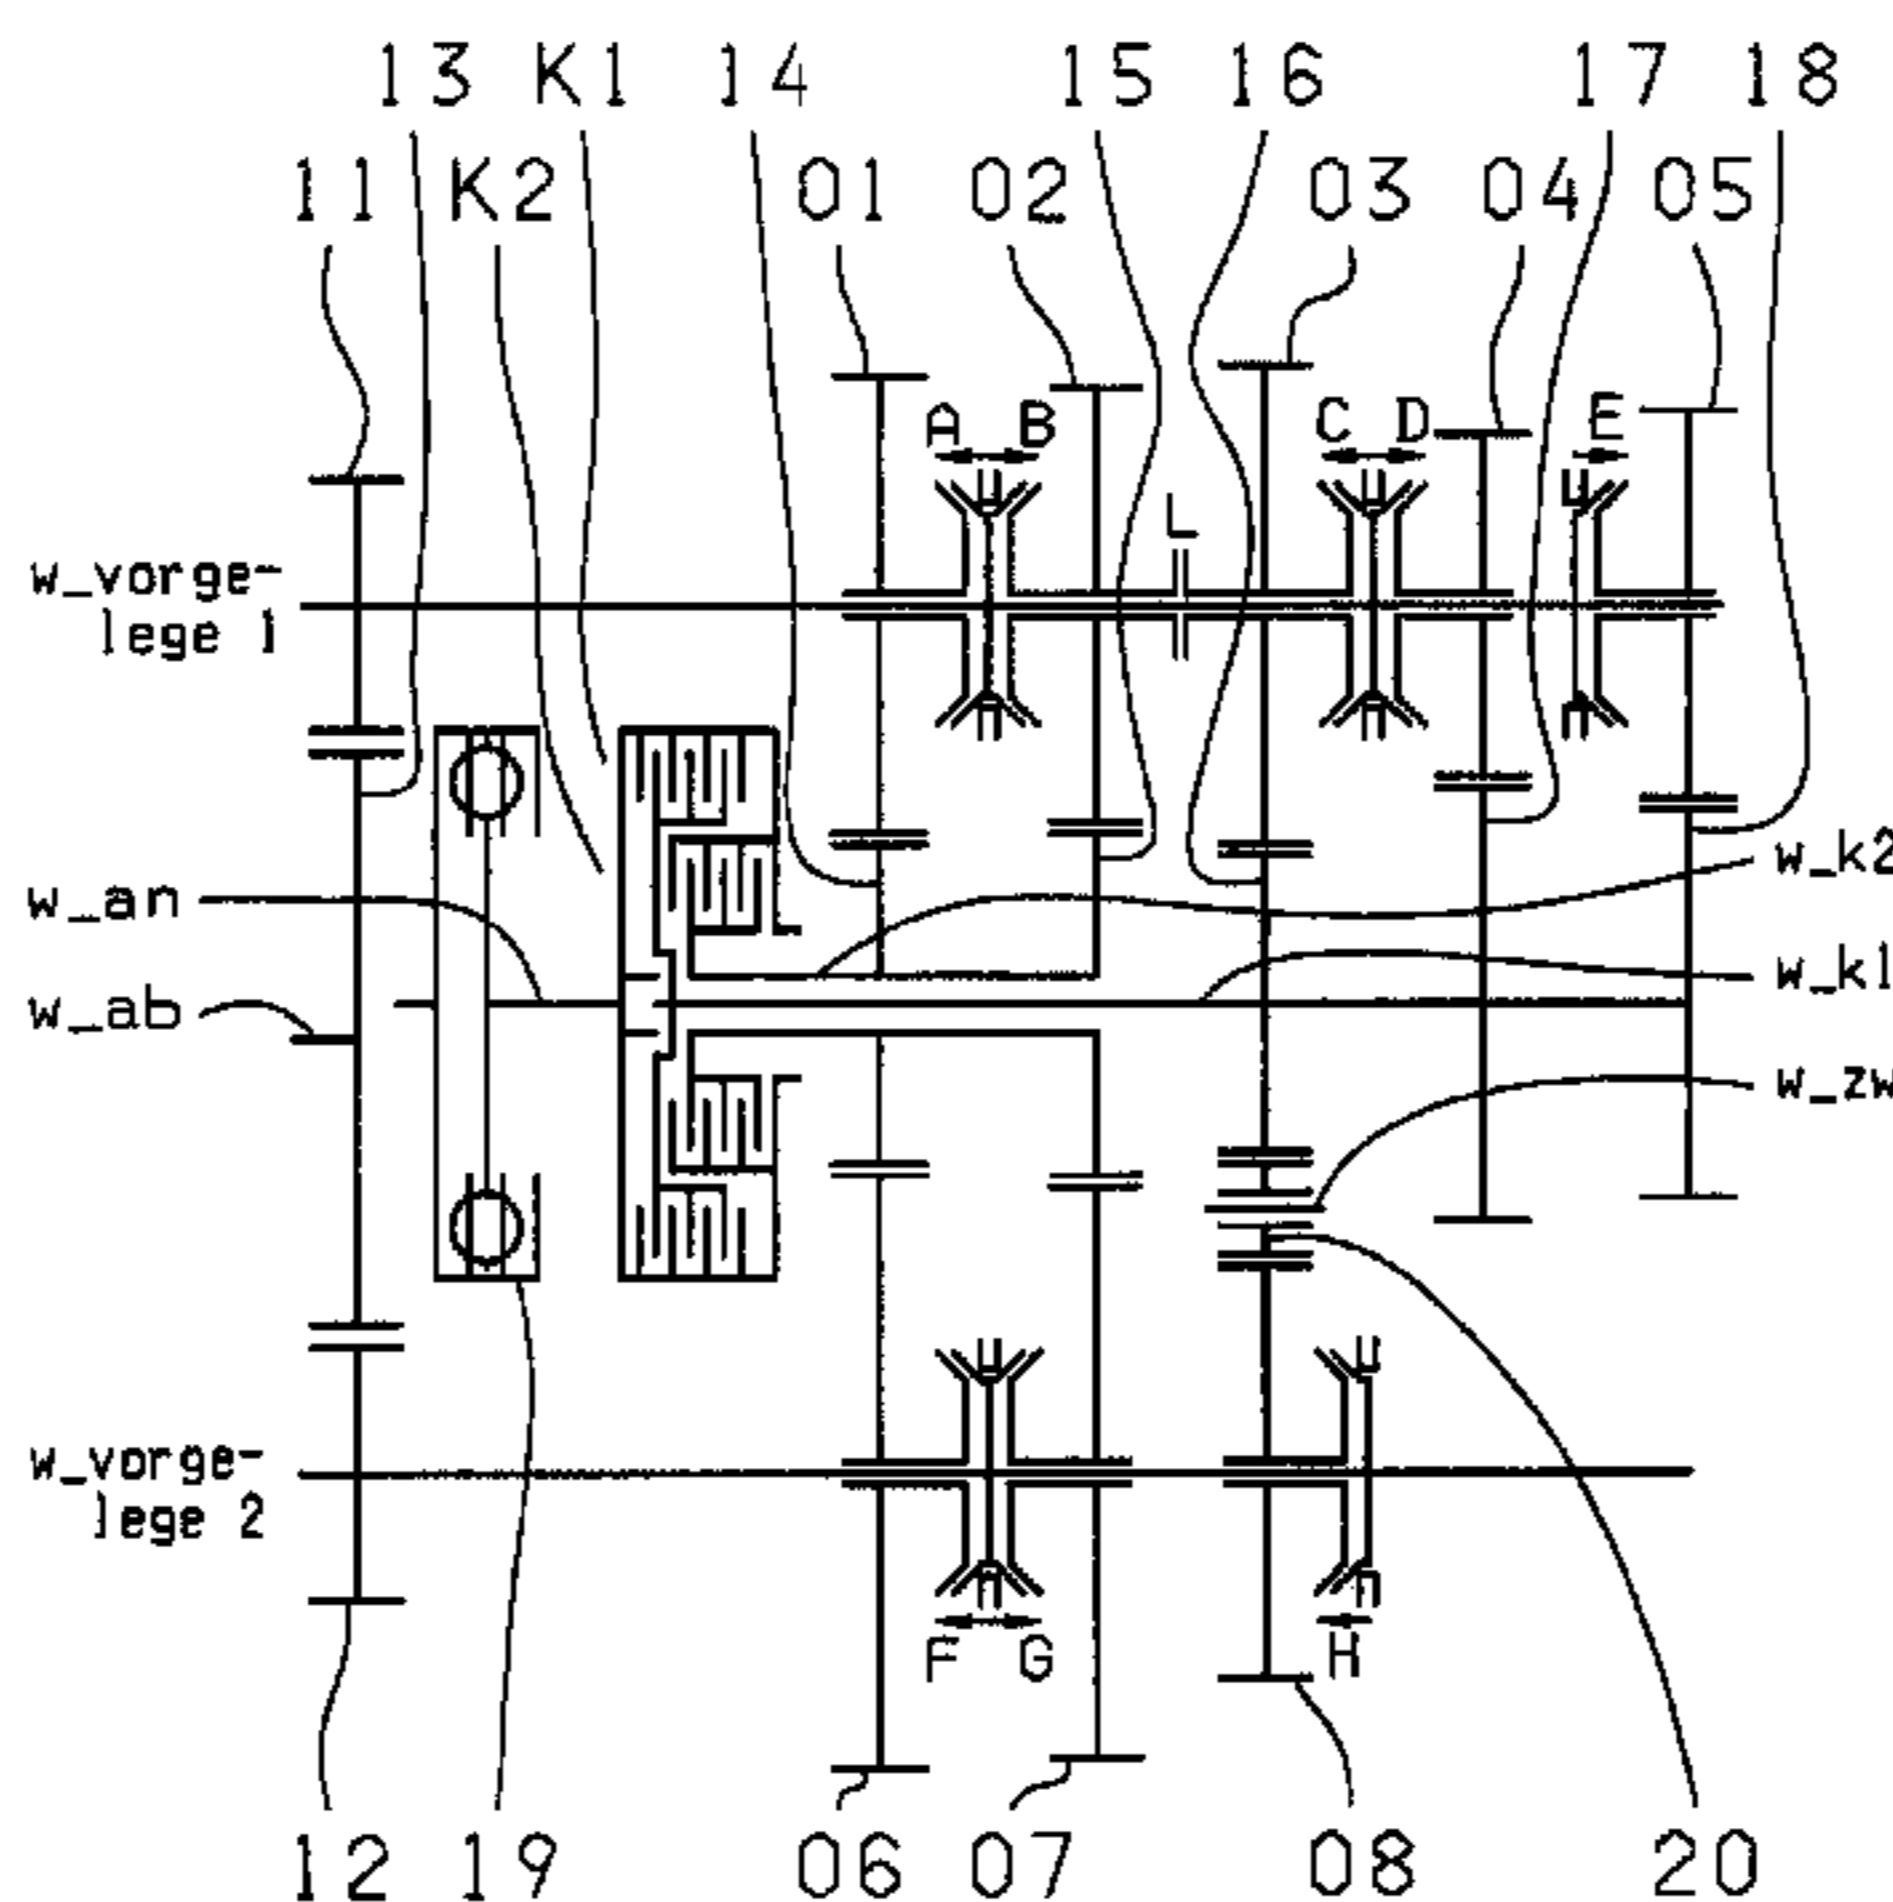 13 K1 14 15 16 17 18
11 K2 01 02 03 04 05
A B C D E
L
w_vorge-
lege 1
w_k2
w_an
w_k1
w_ab
w_zw
w_vorge-
lege 2
F G H
12 19 06 07 08 20